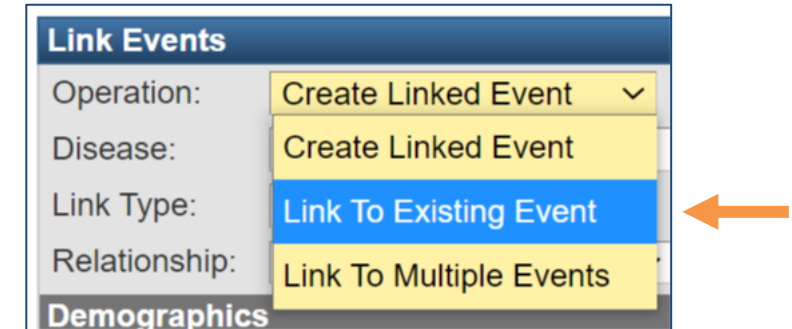 Link Events
Operation: Create Linked Event
Disease: Create Linked Event
Link Type: Link To Existing Event
Relationship: Link To Multiple Events
Demographics